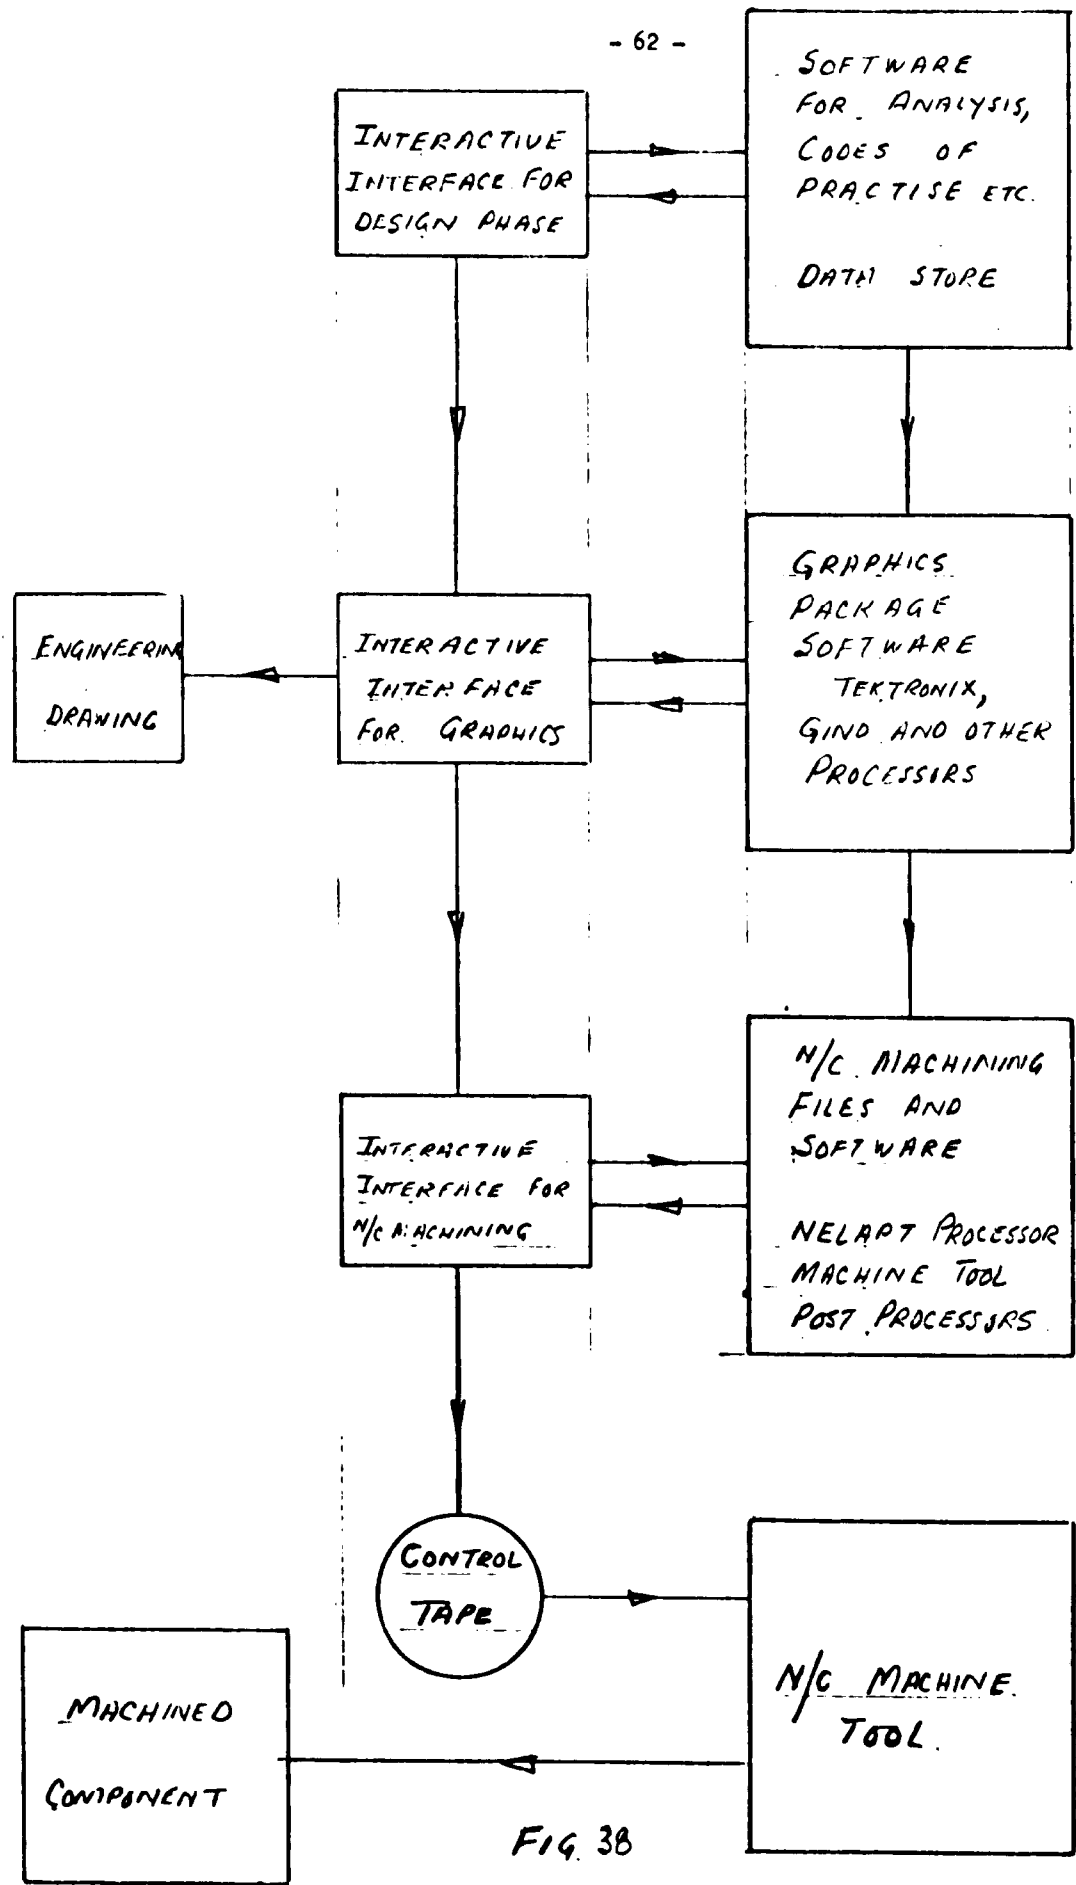 - 62 -
SOFTWARE
FOR ANALYSIS,
CODES OF
PRACTISE ETC.
DATA STORE
INTERACTIVE
INTERFACE FOR
DESIGN PHASE
GRAPHICS
PACKAGE
SOFTWARE
TEKTRONIX,
GINO AND OTHER
PROCESSORS
ENGINEERING
DRAWING
INTERACTIVE
INTERFACE
FOR GRAPHICS
N/C MACHINING
FILES AND
SOFTWARE
NELAPT PROCESSOR
MACHINE TOOL
POST PROCESSORS
INTERACTIVE
INTERFACE FOR
N/C MACHINING
CONTROL
TAPE
N/C MACHINE
TOOL.
MACHINED
COMPONENT
FIG. 38